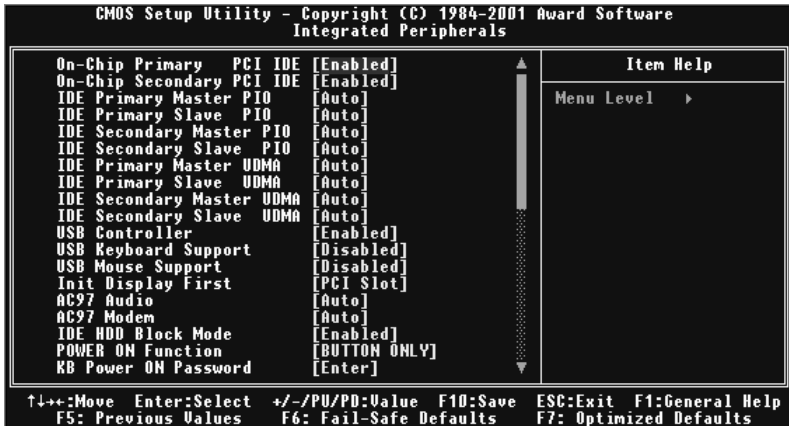 CMOS Setup Utility - Copyright (C) 1984-2001 Award Software
Integrated Peripherals
On-Chip Primary PCI IDE [Enabled]
On-Chip Secondary PCI IDE [Enabled]
IDE Primary Master PIO [Auto]
IDE Primary Slave PIO [Auto]
IDE Secondary Master PIO [Auto]
IDE Secondary Slave PIO [Auto]
IDE Primary Master UDMA [Auto]
IDE Primary Slave UDMA [Auto]
IDE Secondary Master UDMA [Auto]
IDE Secondary Slave UDMA [Auto]
USB Controller [Enabled]
USB Keyboard Support [Disabled]
USB Mouse Support [Disabled]
Init Display First [PCI Slot]
AC97 Audio [Auto]
AC97 Modem [Auto]
IDE HDD Block Mode [Enabled]
POWER ON Function [BUTTON ONLY]
KB Power ON Password [Enter]
Item Help
Menu Level ▸
↑↓→←:Move Enter:Select +/-/PU/PD:Value F10:Save ESC:Exit F1:General Help
F5: Previous Values F6: Fail-Safe Defaults F7: Optimized Defaults